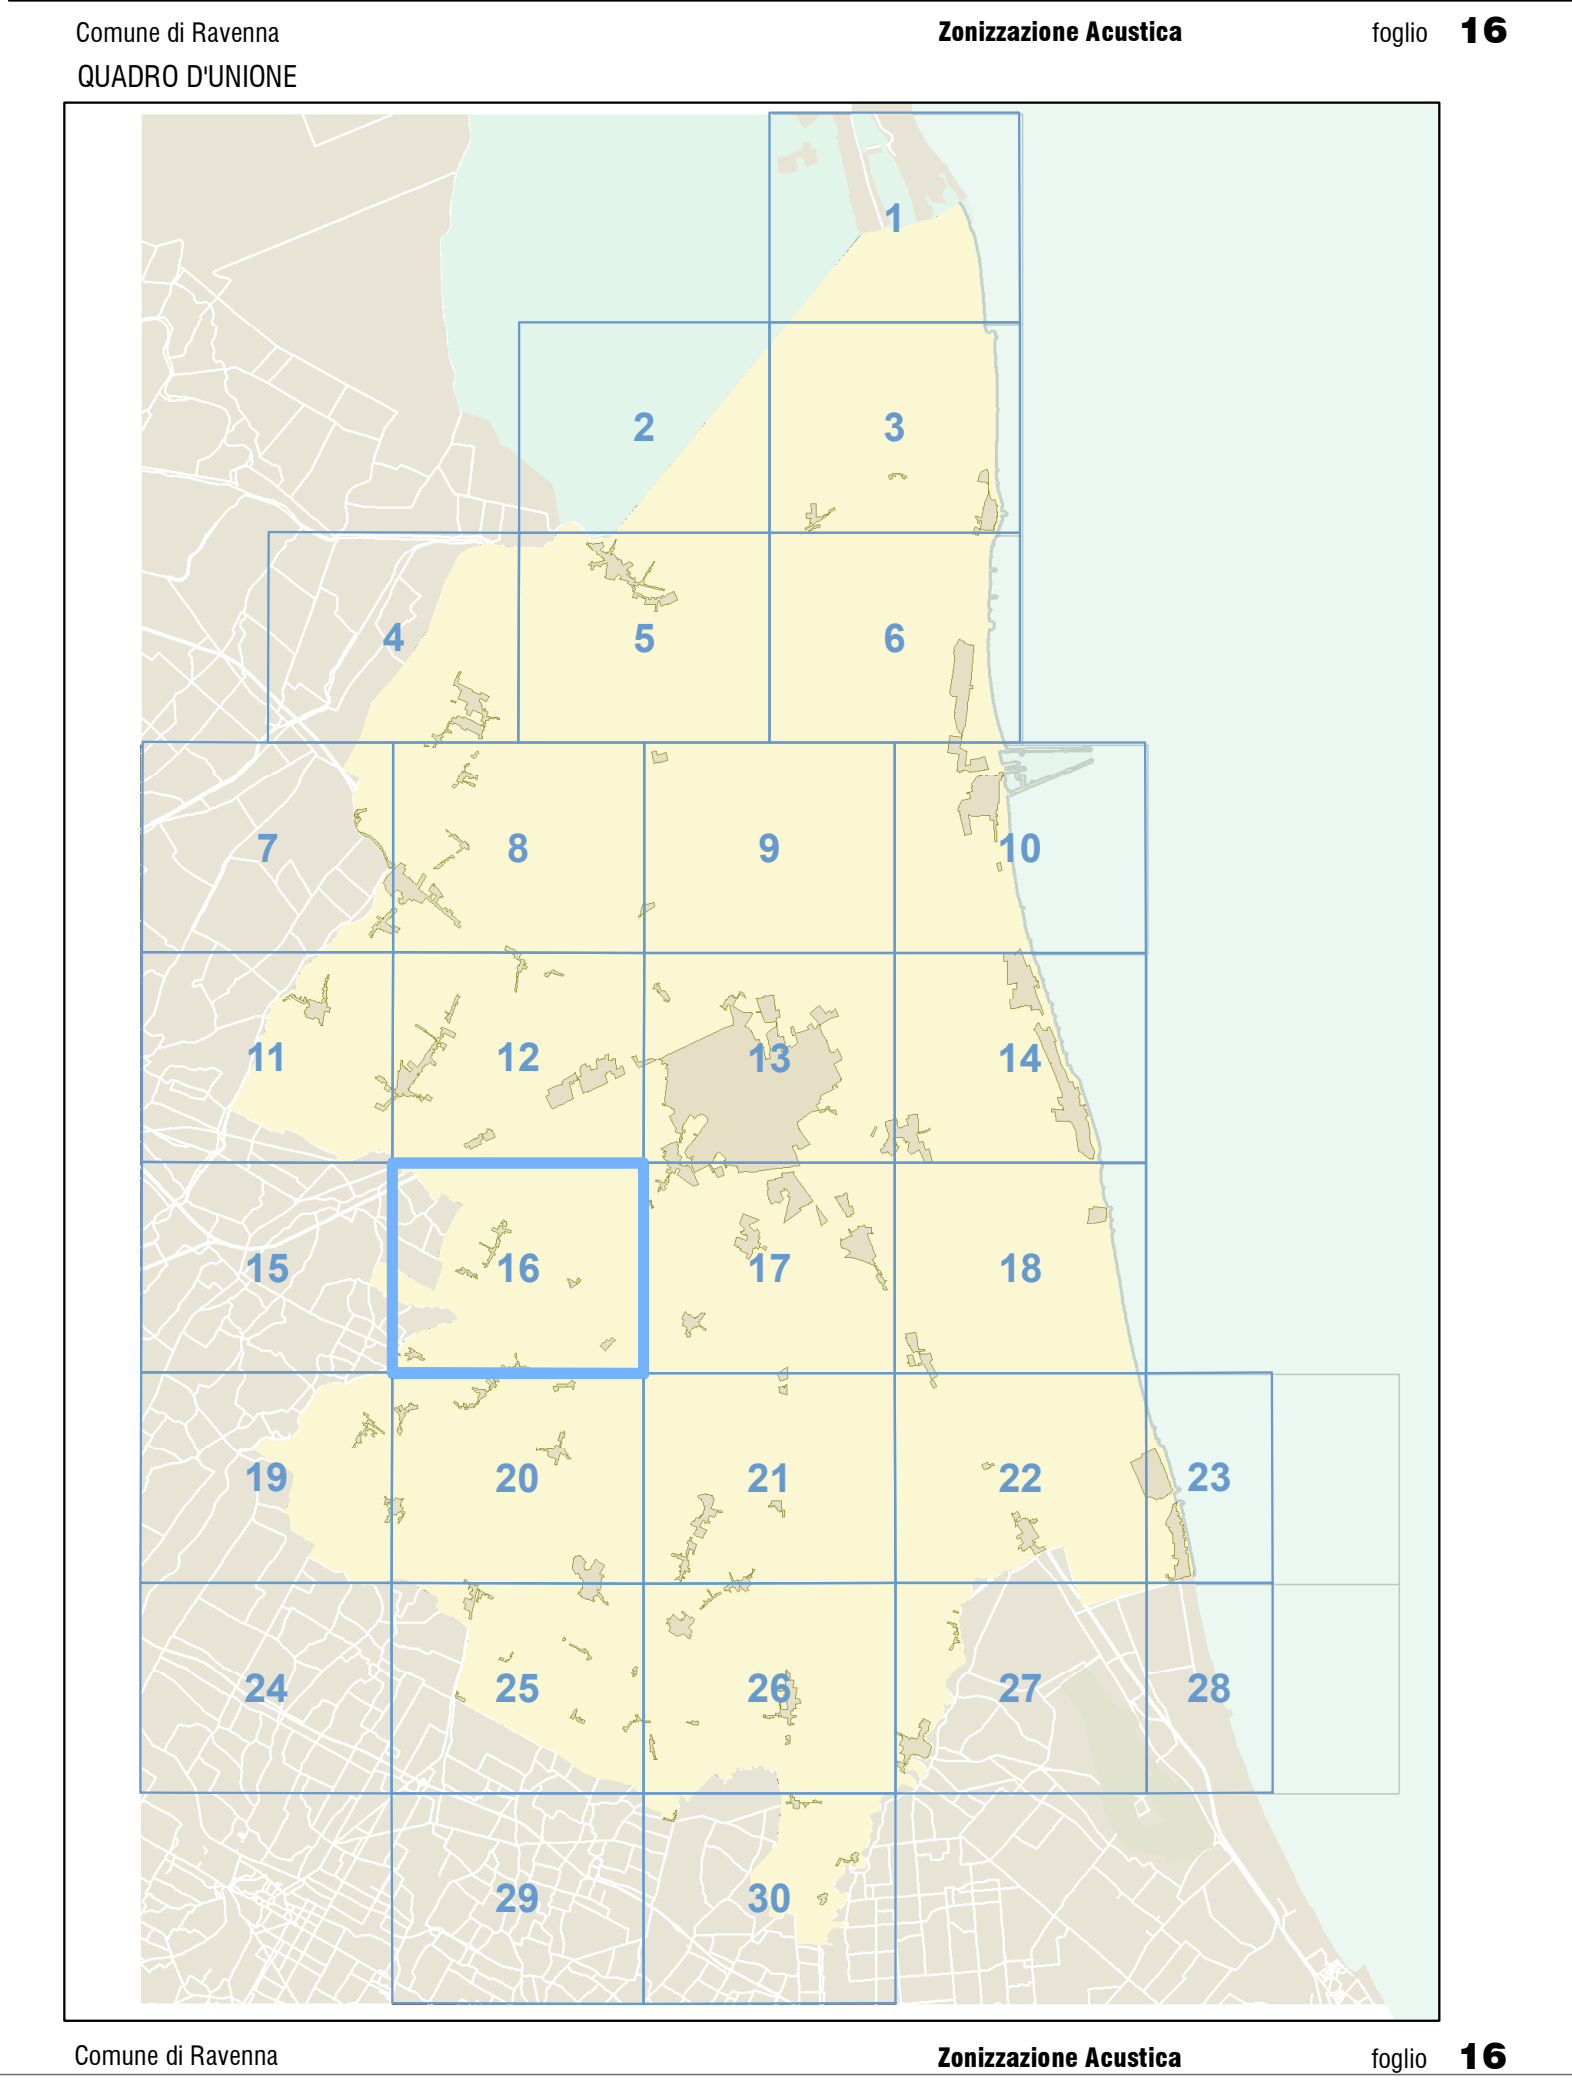 Comune di Ravenna Zonizzazione Acustica foglio 16
QUADRO D'UNIONE
1
2 3
4 5 6
7 8 9 10
11 12 13 14
15 16 17 18
19 20 21 22 23
24 25 26 27 28
29 30
Comune di Ravenna Zonizzazione Acustica foglio 16